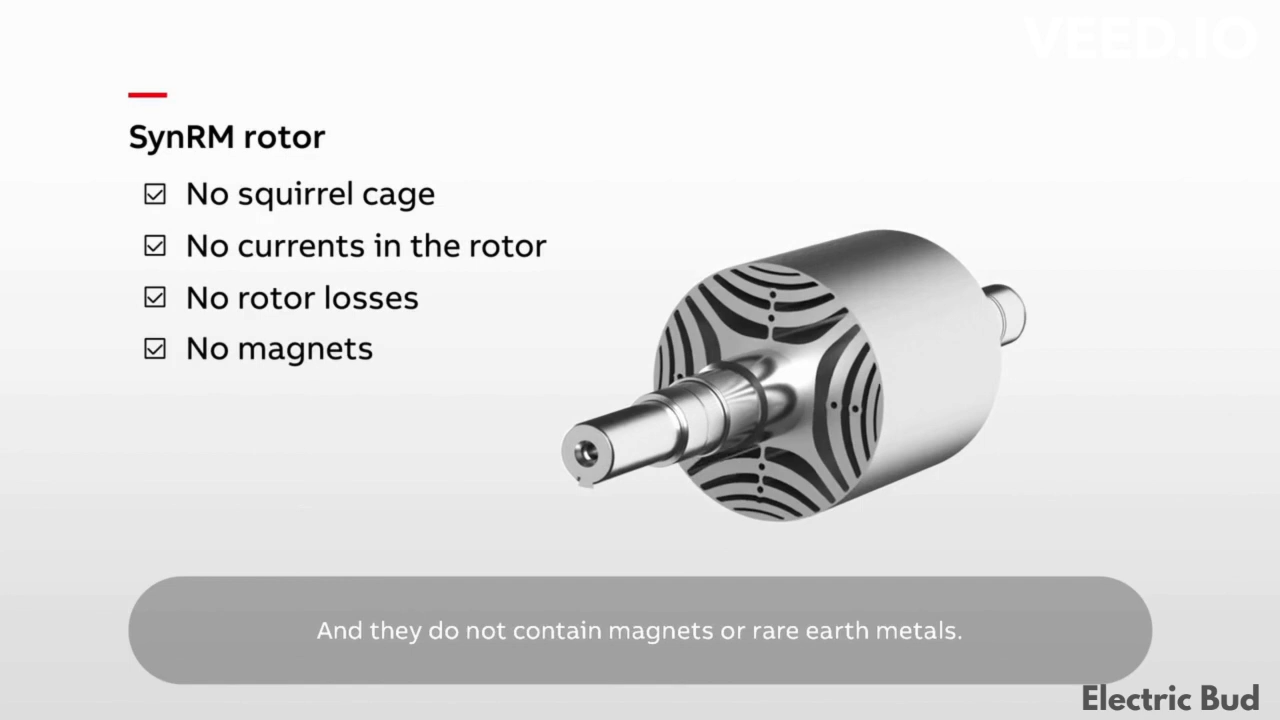 VEED.IO
SynRM rotor
☑ No squirrel cage
☑ No currents in the rotor
☑ No rotor losses
☑ No magnets
And they do not contain magnets or rare earth metals.
Electric Bud